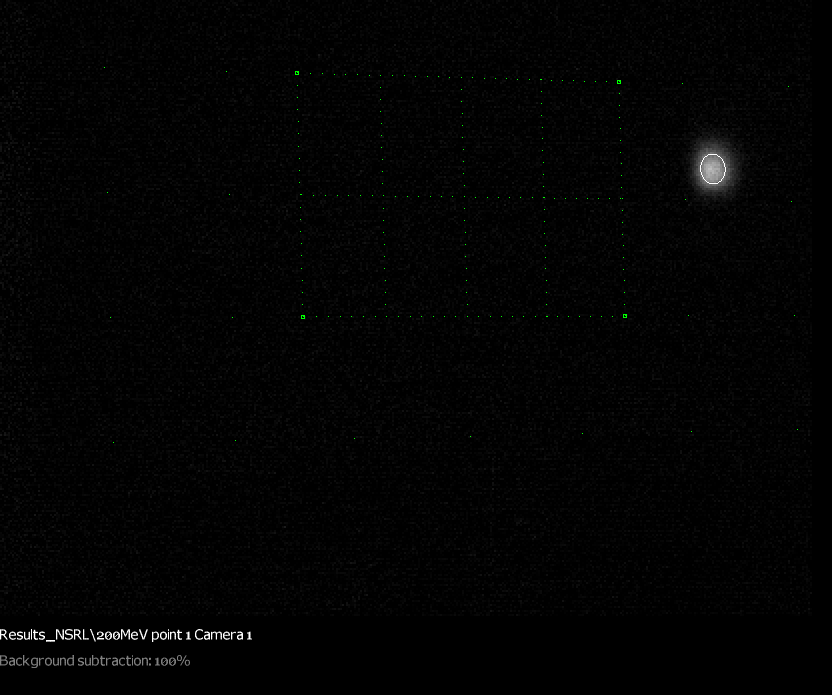 Results_NSRL\200MeV point 1 Camera 1
Background subtraction: 100%